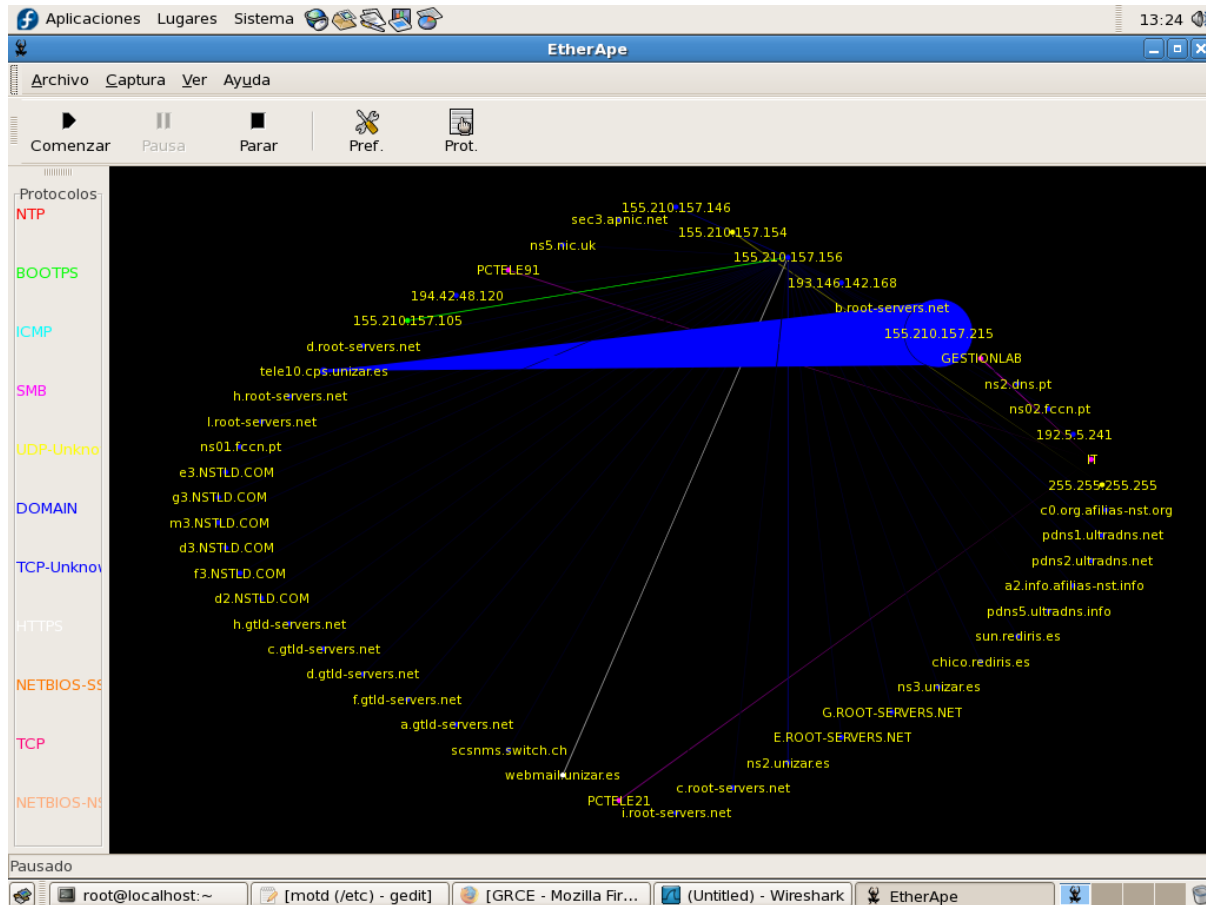 Aplicaciones Lugares Sistema 13:24
EtherApe
Archivo Captura Ver Ayuda
Comenzar Pausa Parar Pref. Prot.
Protocolos
NTP
BOOTPS
ICMP
SMB
UDP-Unkno
DOMAIN
TCP-Unknov
HTTPS
NETBIOS-SS
TCP
NETBIOS-NS
155.210.157.146
sec3.apnic.net
155.210.157.154
ns5.nic.uk
155.210.157.156
PCTELE91
193.146.142.168
194.42.48.120
b.root-servers.net
155.210.157.105
155.210.157.215
d.root-servers.net
GESTIONLAB
tele10.cps.unizar.es
ns2.dns.pt
h.root-servers.net
ns02.fccn.pt
l.root-servers.net
192.5.5.241
ns01.fccn.pt
IT
e3.NSTLD.COM
255.255.255.255
g3.NSTLD.COM
c0.org.afilias-nst.org
m3.NSTLD.COM
pdns1.ultradns.net
d3.NSTLD.COM
pdns2.ultradns.net
f3.NSTLD.COM
a2.info.afilias-nst.info
d2.NSTLD.COM
pdns5.ultradns.info
h.gtld-servers.net
sun.rediris.es
c.gtld-servers.net
chico.rediris.es
d.gtld-servers.net
ns3.unizar.es
f.gtld-servers.net
G.ROOT-SERVERS.NET
a.gtld-servers.net
E.ROOT-SERVERS.NET
scsnms.switch.ch
ns2.unizar.es
webmail.unizar.es
c.root-servers.net
PCTELE21
i.root-servers.net
Pausado
root@localhost:~ [motd (/etc) - gedit] [GRCE - Mozilla Fir... (Untitled) - Wireshark EtherApe